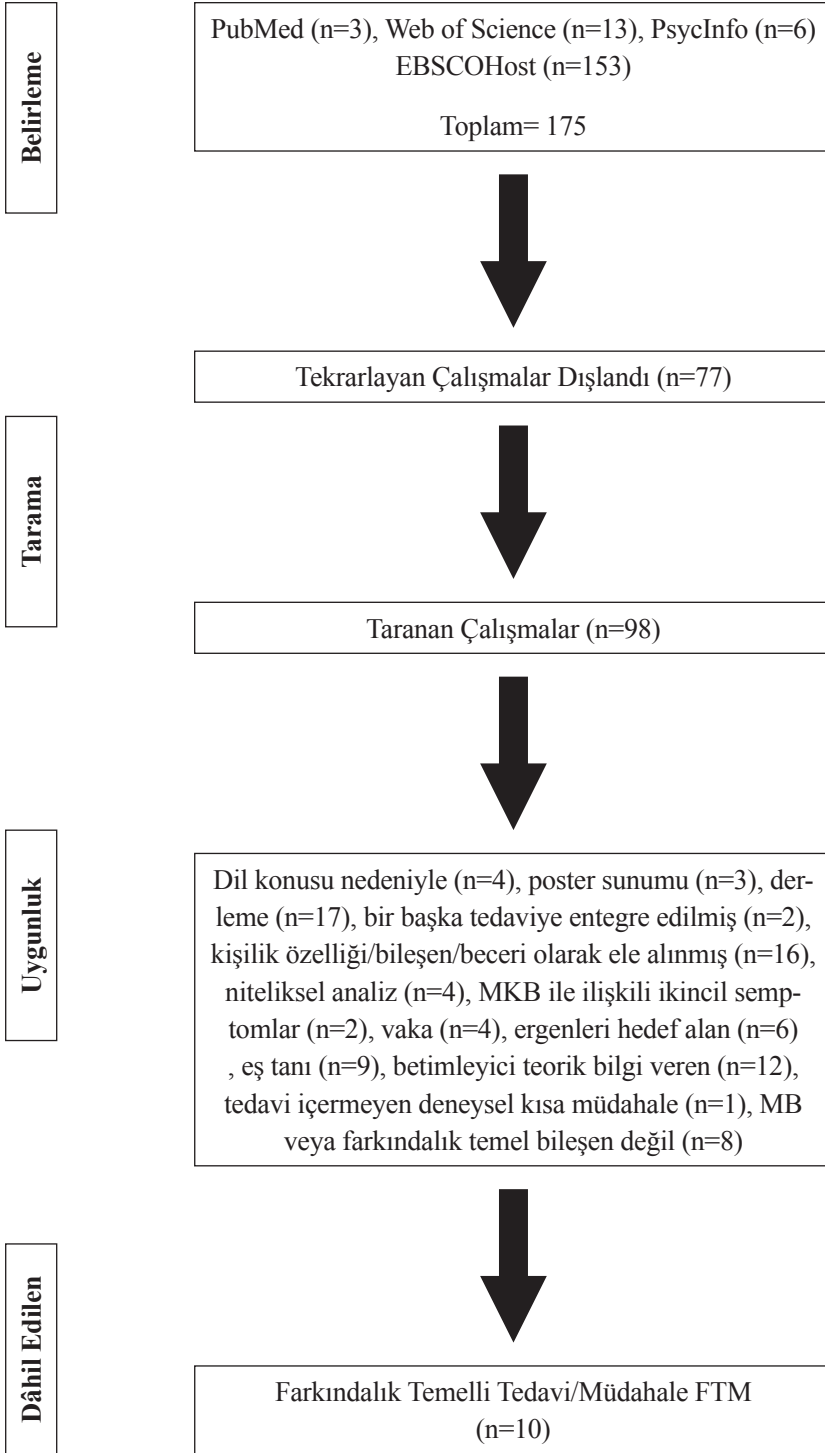 Belirleme
PubMed (n=3), Web of Science (n=13), PsycInfo (n=6)
EBSCOHost (n=153)
Toplam= 175
Tekrarlayan Çalışmalar Dışlandı (n=77)
Tarama
Taranan Çalışmalar (n=98)
Uygunluk
Dil konusu nedeniyle (n=4), poster sunumu (n=3), der-
leme (n=17), bir başka tedaviye entegre edilmiş (n=2),
kişilik özelliği/bileşen/beceri olarak ele alınmış (n=16),
niteliksel analiz (n=4), MKB ile ilişkili ikincil semp-
tomlar (n=2), vaka (n=4), ergenleri hedef alan (n=6)
, eş tanı (n=9), betimleyici teorik bilgi veren (n=12),
tedavi içermeyen deneysel kısa müdahale (n=1), MB
veya farkındalık temel bileşen değil (n=8)
Dâhil Edilen
Farkındalık Temelli Tedavi/Müdahale FTM
(n=10)